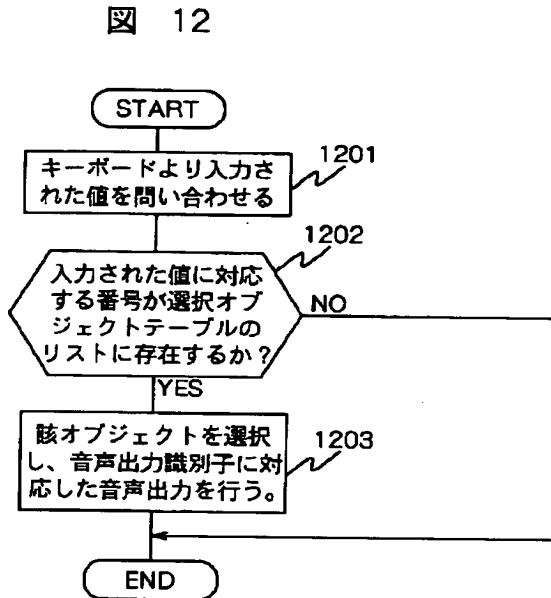 図 12
START
キーボードより入力さ
れた値を問い合わせる
1201
1202
入力された値に対応
する番号が選択オブ
ジェクトテーブルの
リストに存在するか?
NO
YES
該オブジェクトを選択
し、音声出力識別子に対
応した音声出力を行う。
1203
END